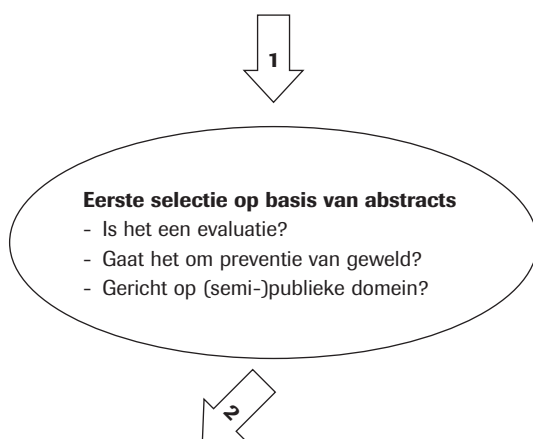 1
Eerste selectie op basis van abstracts
- Is het een evaluatie?
- Gaat het om preventie van geweld?
- Gericht op (semi-)publieke domein?
2